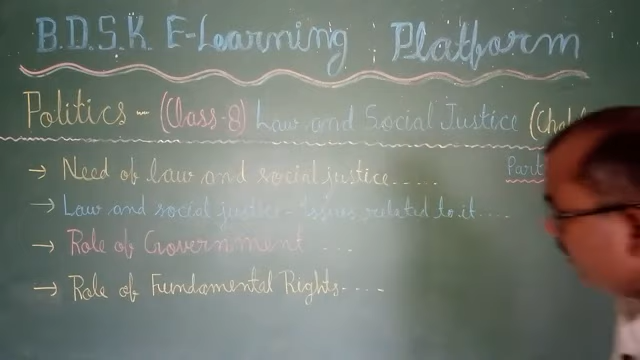 B.D.S.K. E-Learning Platform
Politics - (Class-8) Law and Social Justice
Part
→ Need of law and social justice.....
→ Law and social justice - Issues related to it....
→ Role of Government ...
→ Role of Fundamental Rights....